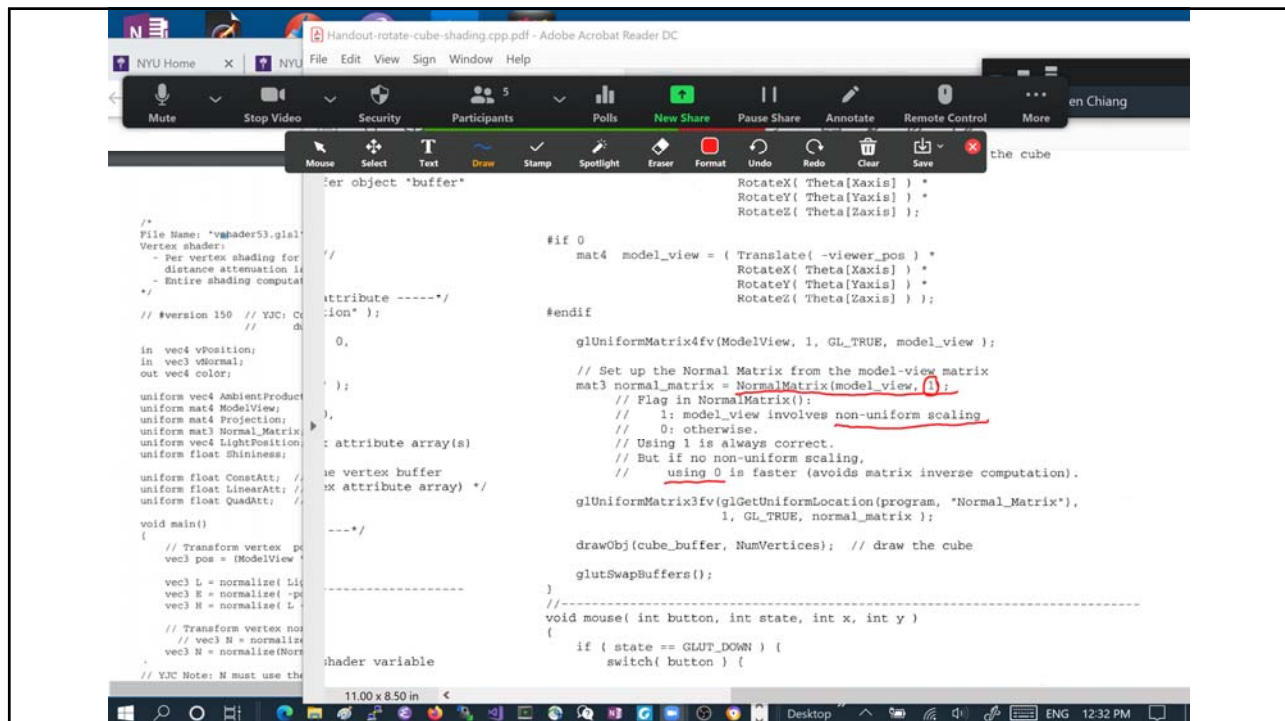 Handout-rotate-cube-shading.cpp.pdf - Adobe Acrobat Reader DC
NYU Home
NYU
File Edit View Sign Window Help
Mute
Stop Video
Security
Participants
5
Polls
New Share
Pause Share
Annotate
Remote Control
More
en Chiang
Mouse
Select
Text
Draw
Stamp
Spotlight
Eraser
Format
Undo
Redo
Clear
Save
the cube
/*
File Name: "vshader53.glsl"
Vertex shader:
- Per vertex shading for
distance attenuation i
- Entire shading computat
*/
// #version 150 // YJC: C
// d
in vec4 vPosition;
in vec3 vNormal;
out vec4 color;
uniform vec4 AmbientProduct
uniform mat4 ModelView;
uniform mat4 Projection;
uniform mat3 Normal_Matrix;
uniform vec4 LightPosition;
uniform float Shininess;
uniform float ConstAtt; //
uniform float LinearAtt; //
uniform float QuadAtt; //
void main()
{
// Transform vertex po
vec3 pos = (ModelView
vec3 L = normalize( Lig
vec3 E = normalize( -po
vec3 H = normalize( L
// Transform vertex nor
// vec3 N = normalize
vec3 N = normalize(Norm
// YJC Note: N must use the
fer object "buffer"
//
attribute -----*/
ion" );
0,
' );
),
attribute array(s)
e vertex buffer
ex attribute array) */
---*/
shader variable
RotateX( Theta[Xaxis] ) *
RotateY( Theta[Yaxis] ) *
RotateZ( Theta[Zaxis] );
#if 0
mat4 model_view = ( Translate( -viewer_pos ) *
RotateX( Theta[Xaxis] ) *
RotateY( Theta[Yaxis] ) *
RotateZ( Theta[Zaxis] ) );
#endif
glUniformMatrix4fv(ModelView, 1, GL_TRUE, model_view );
// Set up the Normal Matrix from the model-view matrix
mat3 normal_matrix = NormalMatrix(model_view, 1);
// Flag in NormalMatrix():
// 1: model_view involves non-uniform scaling
// 0: otherwise.
// Using 1 is always correct.
// But if no non-uniform scaling,
// using 0 is faster (avoids matrix inverse computation).
glUniformMatrix3fv(glGetUniformLocation(program, "Normal_Matrix"),
1, GL_TRUE, normal_matrix );
drawObj(cube_buffer, NumVertices); // draw the cube
glutSwapBuffers();
}
//----------------------------------------------------------------------------
void mouse( int button, int state, int x, int y )
{
if ( state == GLUT_DOWN ) {
switch( button ) {
11.00 x 8.50 in
Desktop
ENG 12:32 PM